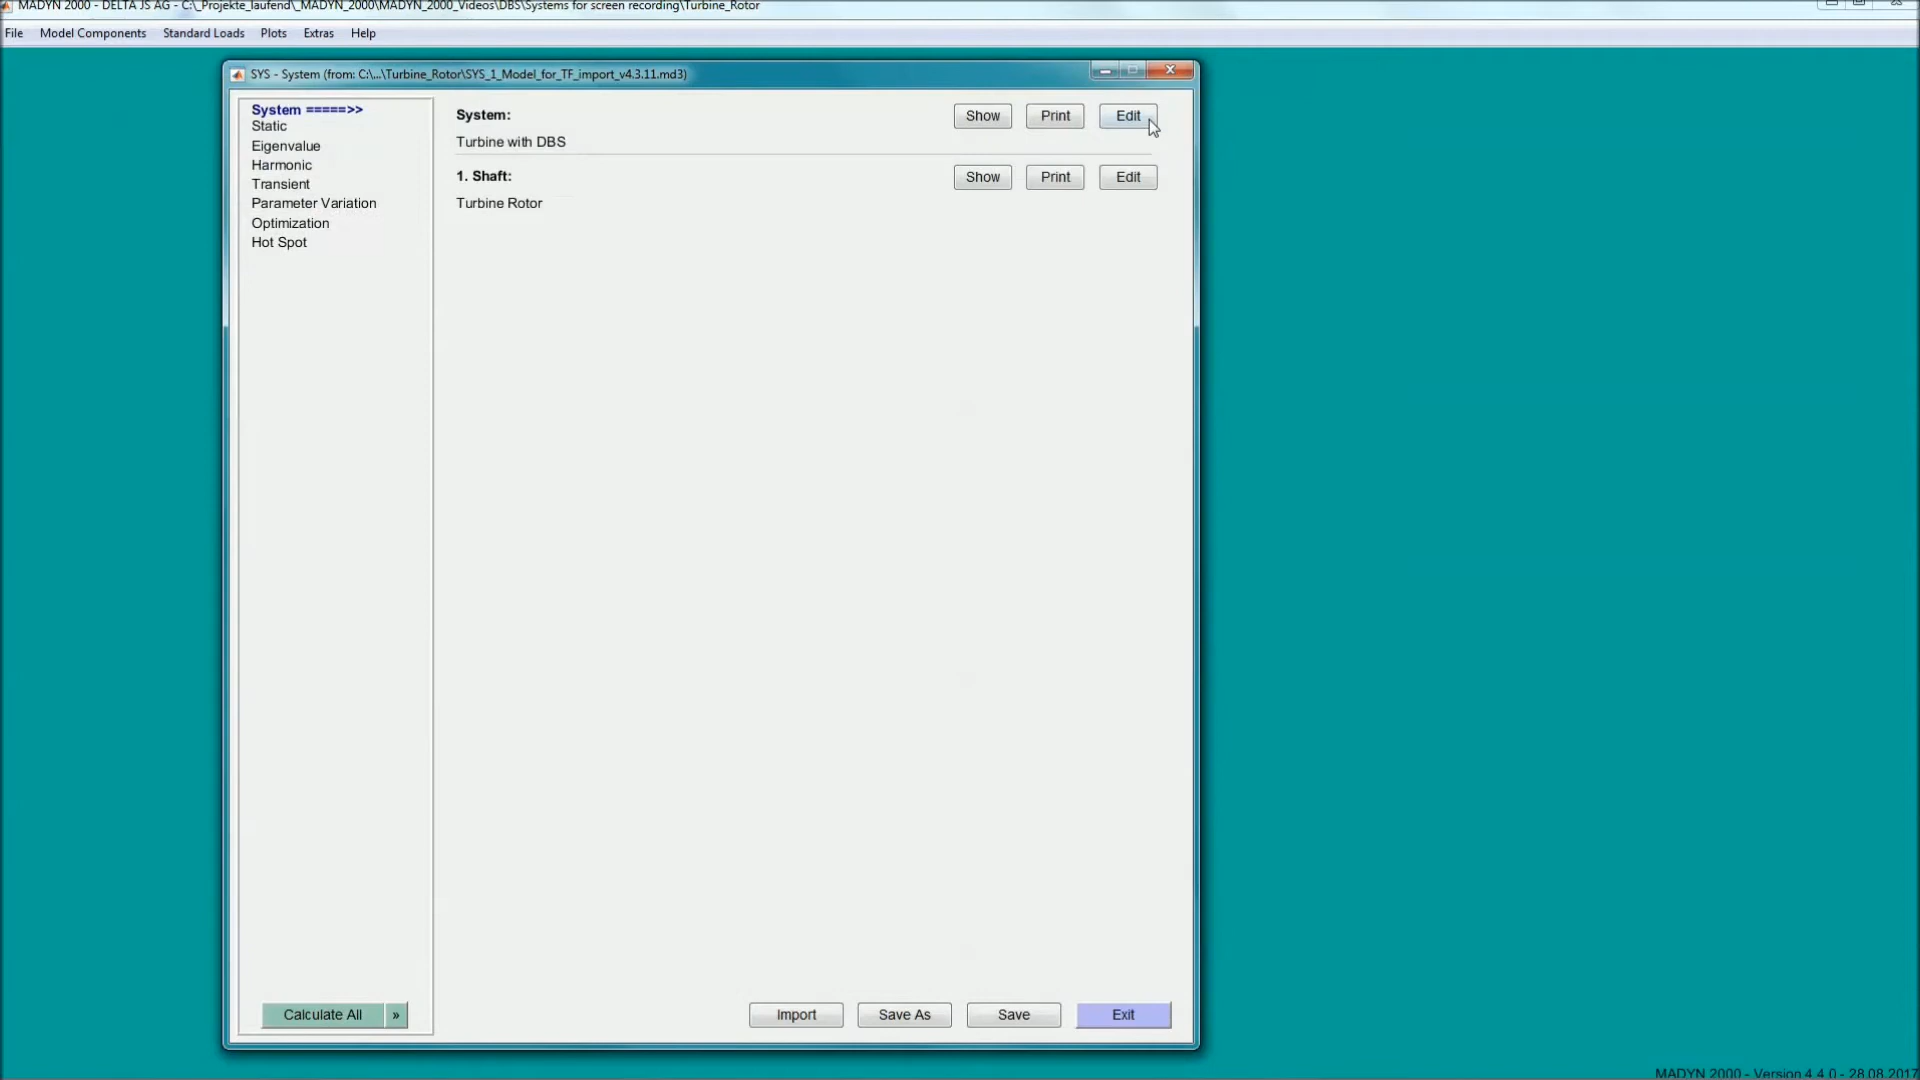 MADYN 2000 - DELTA JS AG - C:\_Projekte_laufend\_MADYN_2000\MADYN_2000_Videos\DBS\Systems for screen recording\Turbine_Rotor
File Model Components Standard Loads Plots Extras Help
SYS - System (from: C:\...\Turbine_Rotor\SYS_1_Model_for_TF_import_v4.3.11.md3)
System =====>>
Static
Eigenvalue
Harmonic
Transient
Parameter Variation
Optimization
Hot Spot
System: Show Print Edit
Turbine with DBS
1. Shaft: Show Print Edit
Turbine Rotor
Calculate All » Import Save As Save Exit
MADYN 2000 - Version 4.4.0 - 28.08.2017